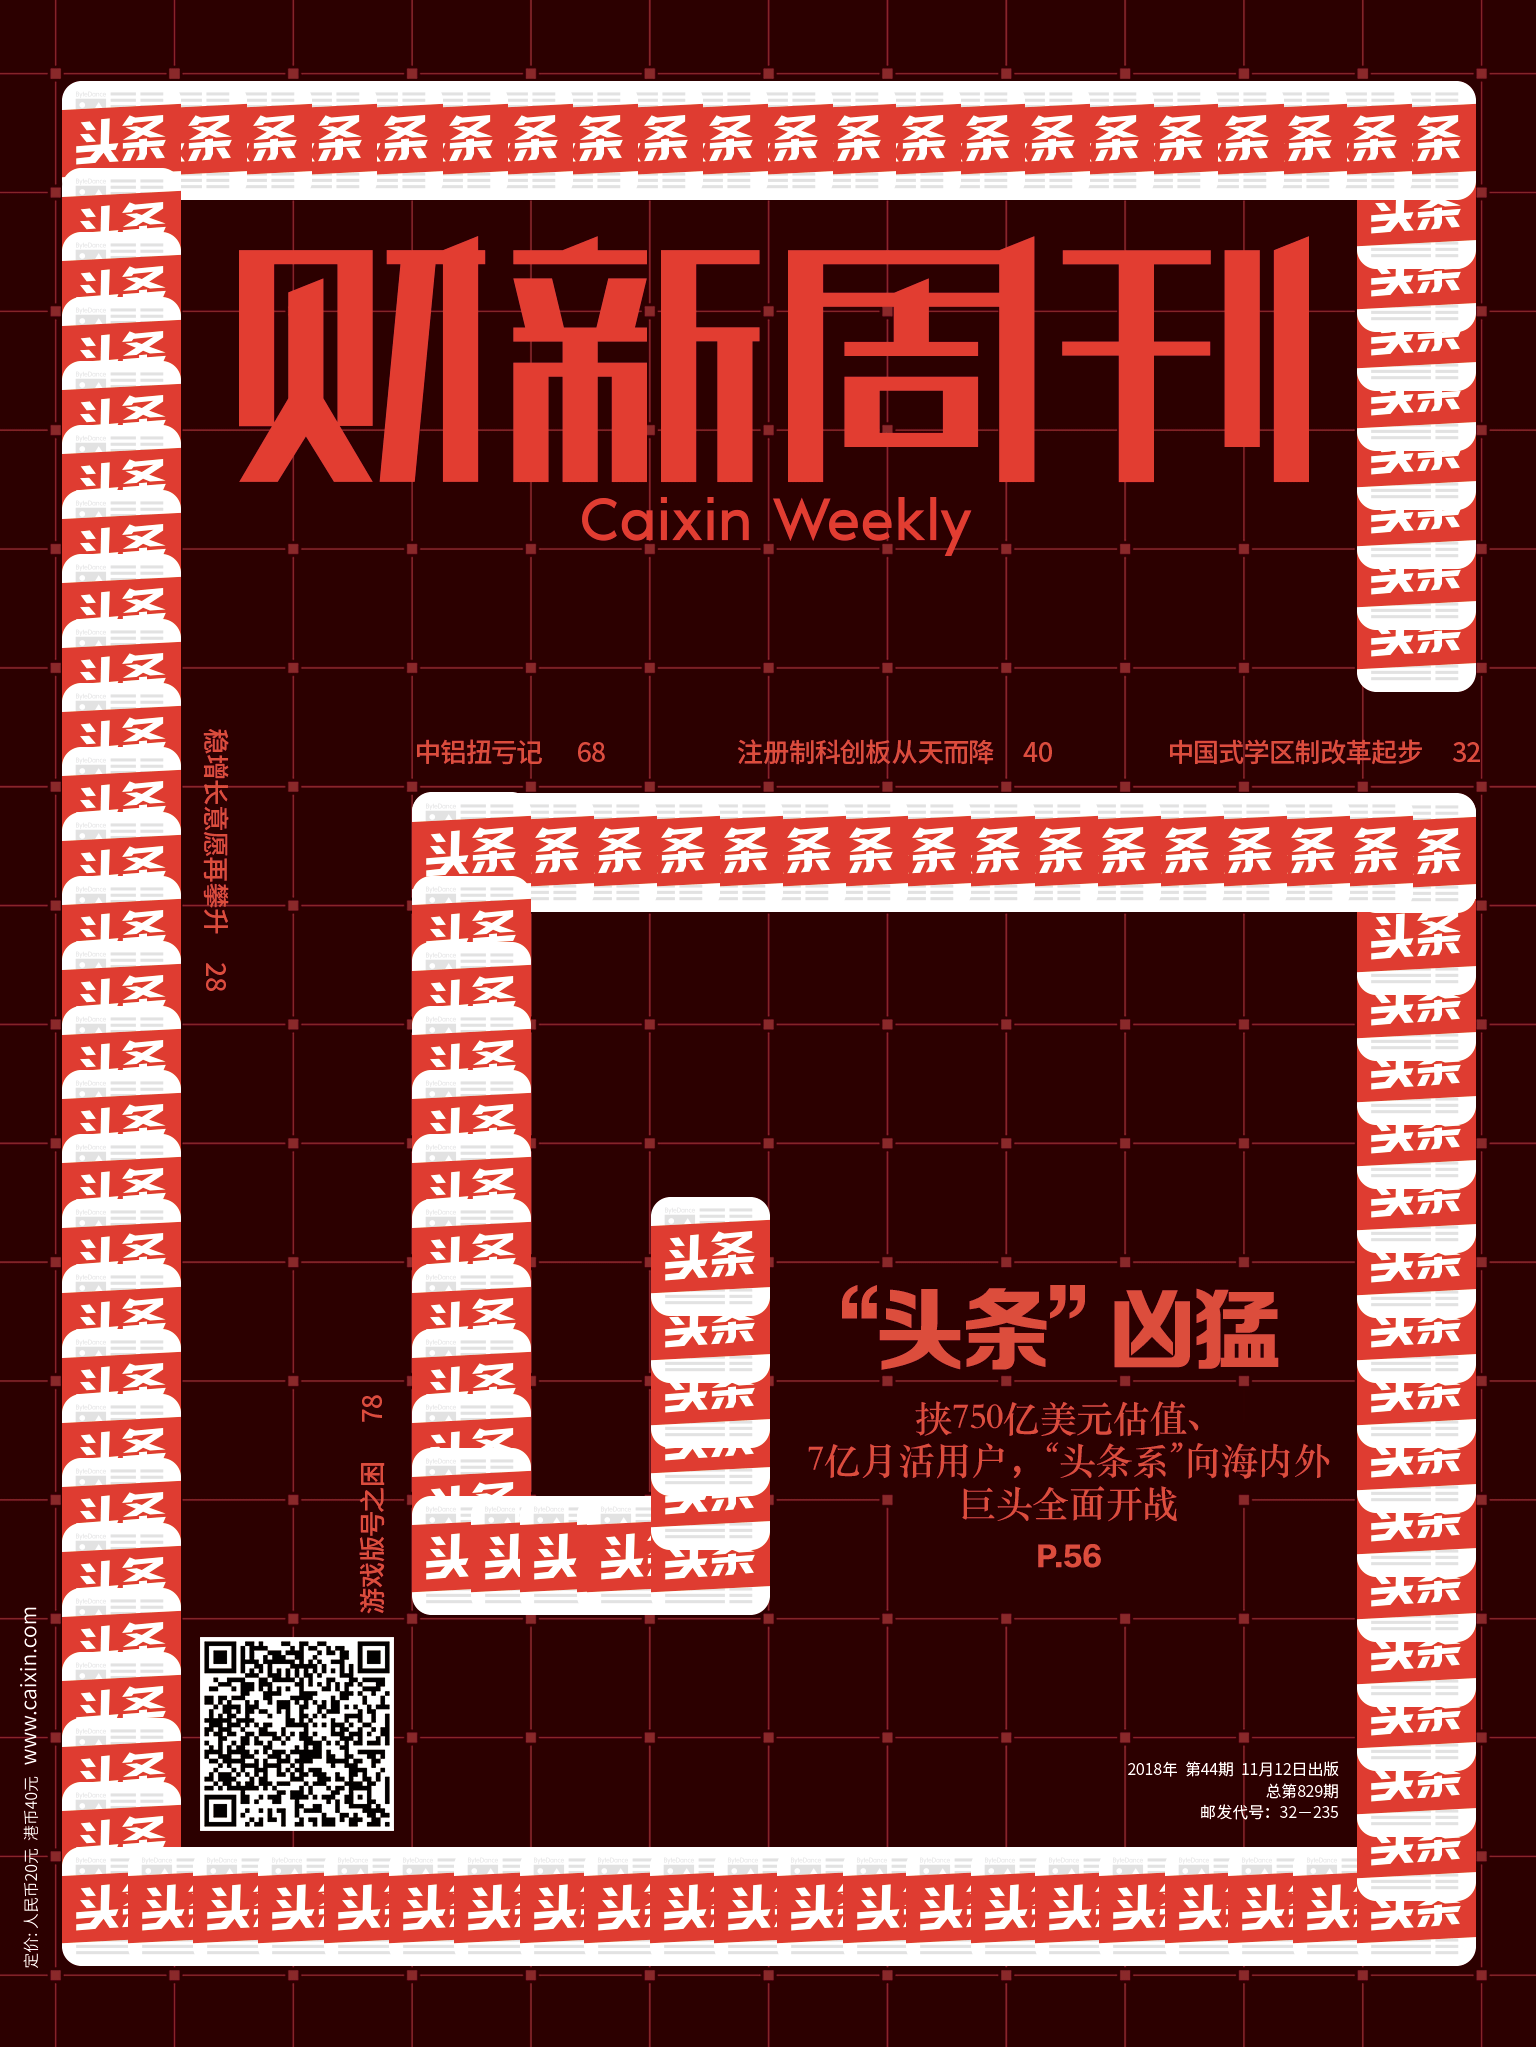 财新周刊
Caixin Weekly
中铝扭亏记 68
注册制科创板从天而降 40
中国式学区制改革起步 32
稳增长意愿再攀升 28
游戏版号之困 78
头条
“头条”凶猛
挟750亿美元估值、
7亿月活用户，“头条系”向海内外
巨头全面开战
P.56
2018年 第44期 11月12日出版
总第829期
邮发代号：32－235
定价：人民币20元 港币40元 www.caixin.com